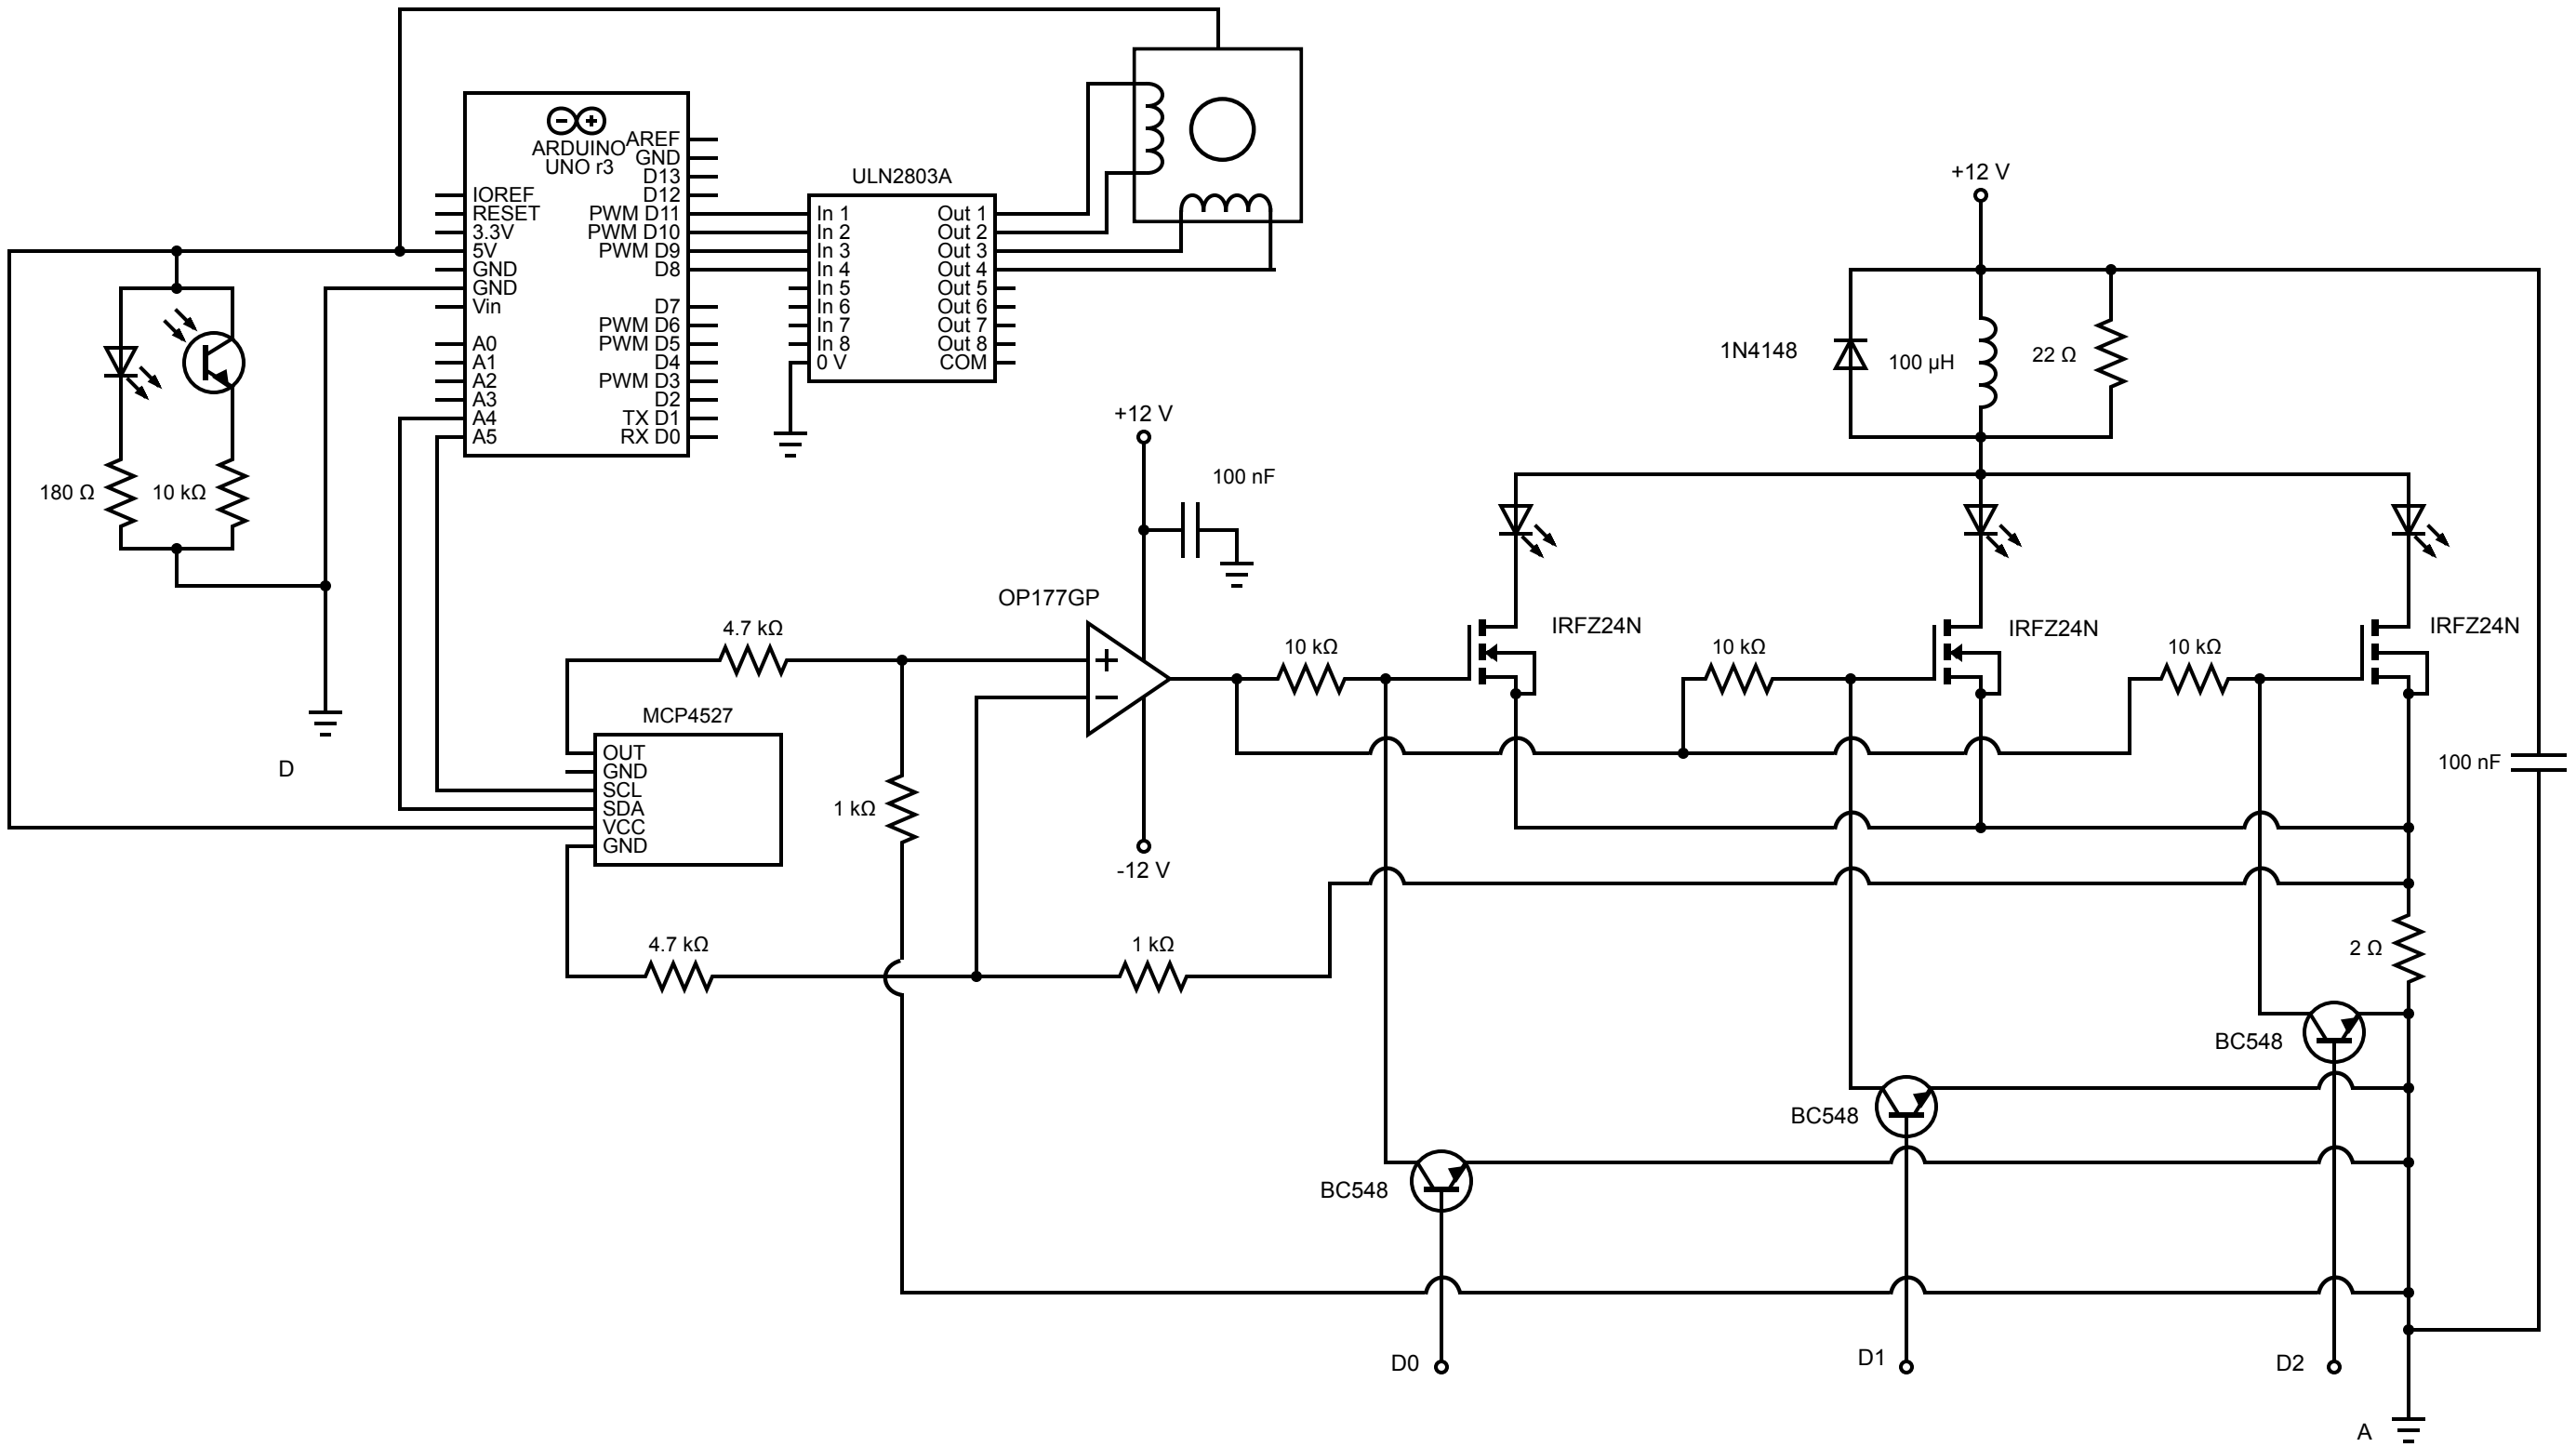 ARDUINO
UNO r3
AREF
GND
D13
D12
PWM D11
PWM D10
PWM D9
D8
D7
PWM D6
PWM D5
D4
PWM D3
D2
TX D1
RX D0
IOREF
RESET
3.3V
5V
GND
GND
Vin
A0
A1
A2
A3
A4
A5
ULN2803A
In 1
In 2
In 3
In 4
In 5
In 6
In 7
In 8
0 V
Out 1
Out 2
Out 3
Out 4
Out 5
Out 6
Out 7
Out 8
COM
+12 V
1N4148
100 µH
22 Ω
+12 V
100 nF
180 Ω
10 kΩ
OP177GP
4.7 kΩ
10 kΩ
IRFZ24N
10 kΩ
IRFZ24N
10 kΩ
IRFZ24N
MCP4527
OUT
GND
SCL
SDA
VCC
GND
D
1 kΩ
-12 V
100 nF
4.7 kΩ
1 kΩ
2 Ω
BC548
BC548
BC548
D0
D1
D2
A